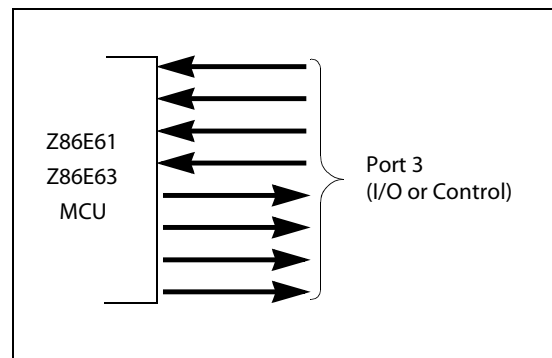 Z86E61
Z86E63
MCU
Port 3
(I/O or Control)